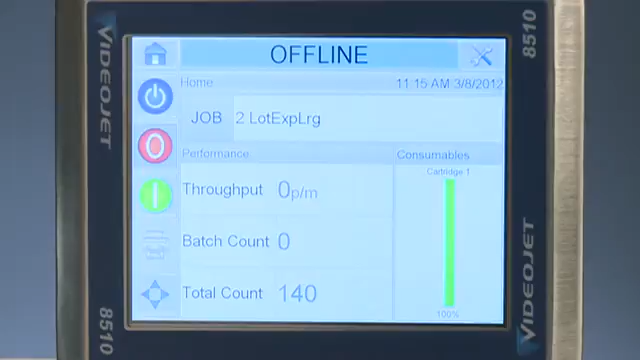 VIDEOJET
8510
OFFLINE
Home
11 15 AM 3/8/2012
JOB 2 LotExpLrg
Performance
Consumables
Cartridge 1
Throughput 0p/m
Batch Count 0
Total Count 140
100%
8510
VIDEOJET